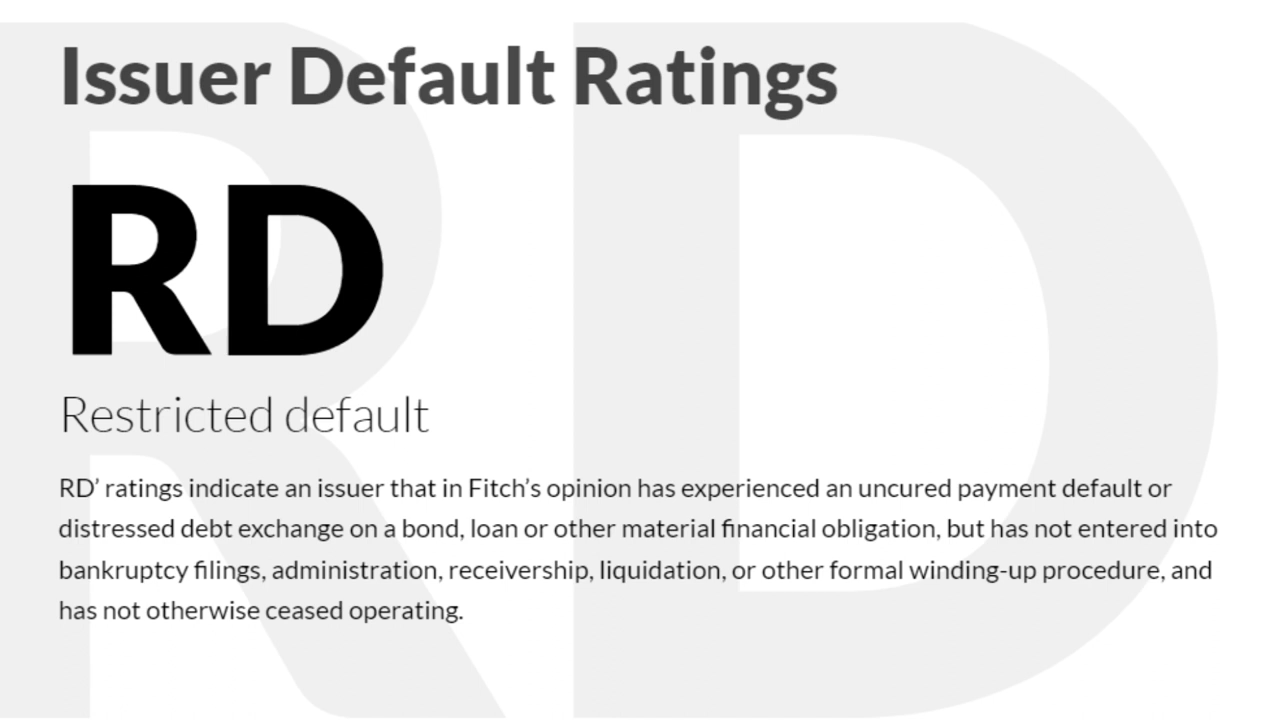 Issuer Default Ratings
RD
Restricted default
RD’ ratings indicate an issuer that in Fitch’s opinion has experienced an uncured payment default or
distressed debt exchange on a bond, loan or other material financial obligation, but has not entered into
bankruptcy filings, administration, receivership, liquidation, or other formal winding-up procedure, and
has not otherwise ceased operating.